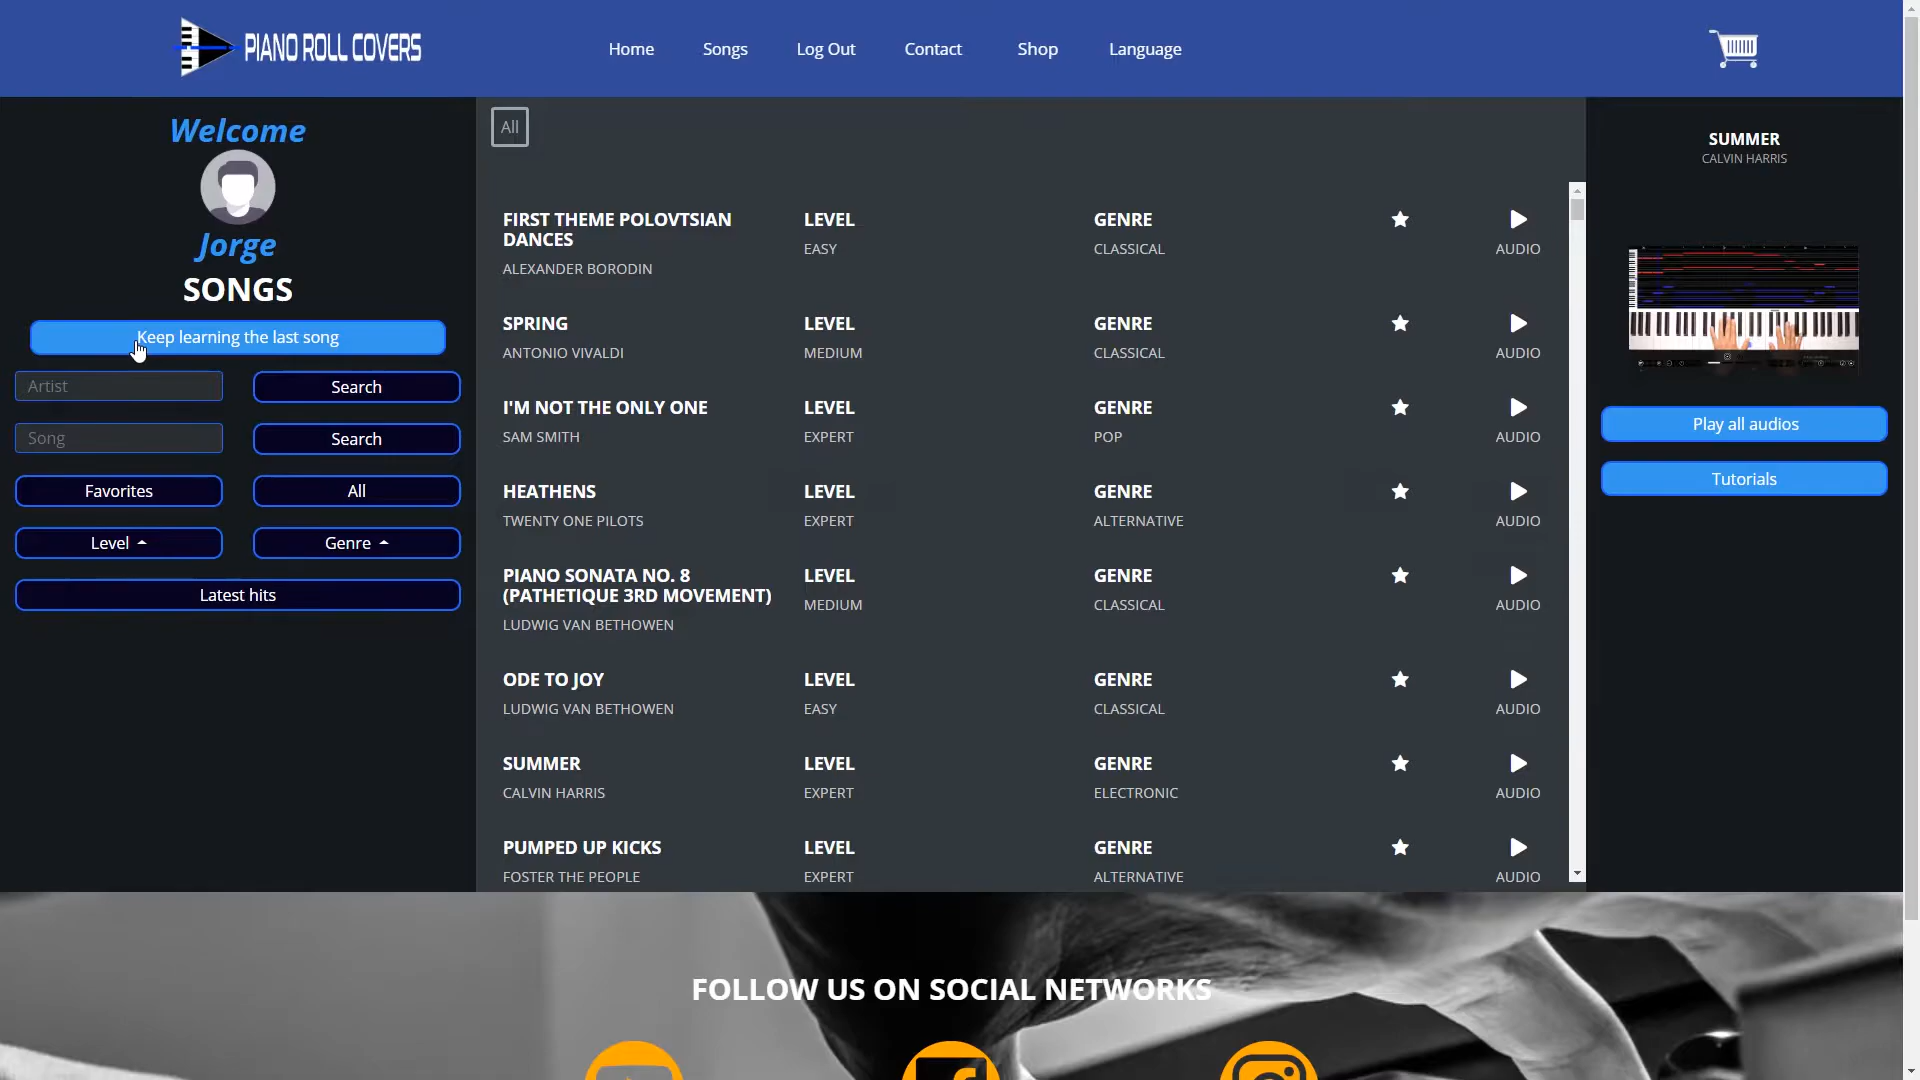 PIANO ROLL COVERS
Home
Songs
Log Out
Contact
Shop
Language
Welcome
Jorge
SONGS
Keep learning the last song
Artist
Search
Song
Search
Favorites
All
Level
Genre
Latest hits
All
FIRST THEME POLOVTSIAN
DANCES
ALEXANDER BORODIN
LEVEL
EASY
GENRE
CLASSICAL
AUDIO
SPRING
ANTONIO VIVALDI
LEVEL
MEDIUM
GENRE
CLASSICAL
AUDIO
I'M NOT THE ONLY ONE
SAM SMITH
LEVEL
EXPERT
GENRE
POP
AUDIO
HEATHENS
TWENTY ONE PILOTS
LEVEL
EXPERT
GENRE
ALTERNATIVE
AUDIO
PIANO SONATA NO. 8
(PATHETIQUE 3RD MOVEMENT)
LUDWIG VAN BETHOWEN
LEVEL
MEDIUM
GENRE
CLASSICAL
AUDIO
ODE TO JOY
LUDWIG VAN BETHOWEN
LEVEL
EASY
GENRE
CLASSICAL
AUDIO
SUMMER
CALVIN HARRIS
LEVEL
EXPERT
GENRE
ELECTRONIC
AUDIO
PUMPED UP KICKS
FOSTER THE PEOPLE
LEVEL
EXPERT
GENRE
ALTERNATIVE
AUDIO
SUMMER
CALVIN HARRIS
Play all audios
Tutorials
FOLLOW US ON SOCIAL NETWORKS